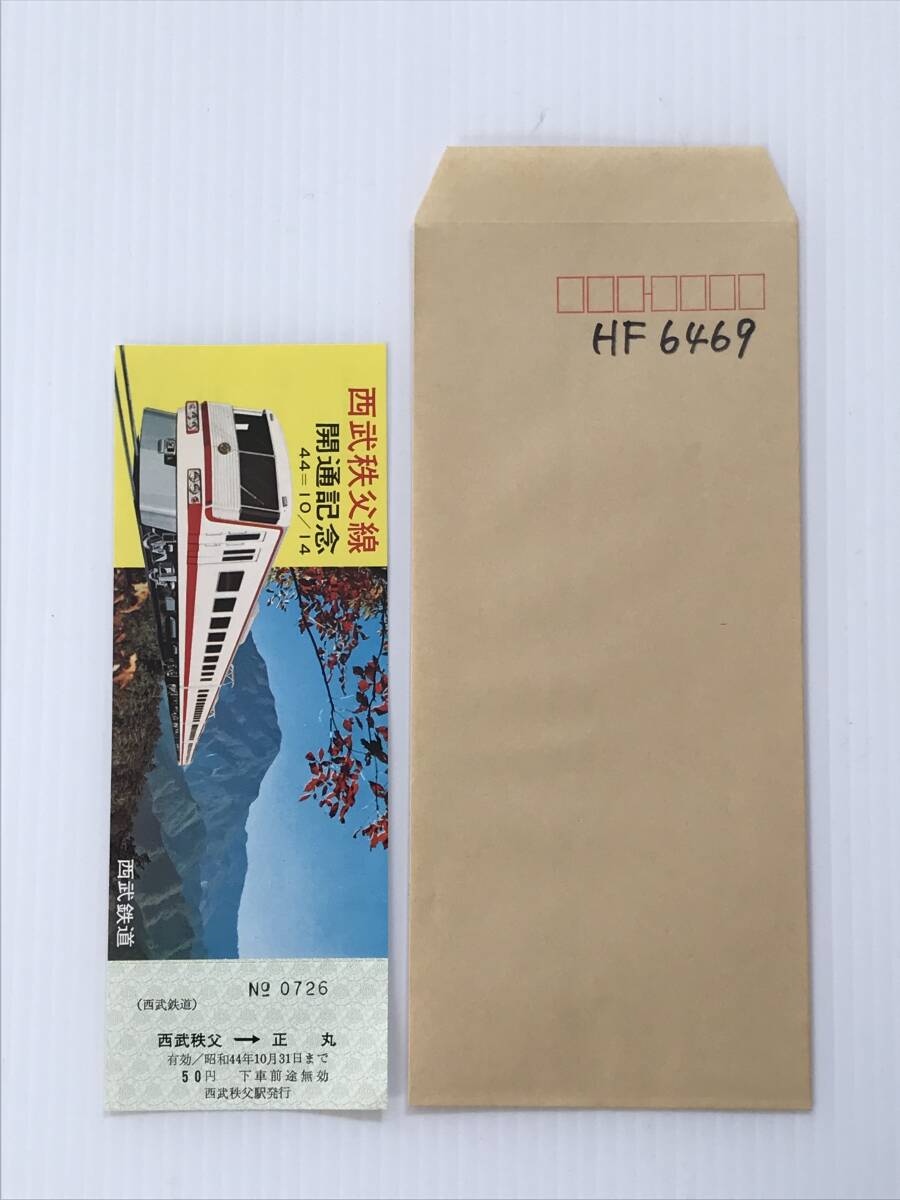 西武秩父線
開通記念
44=10/14
西武鉄道
№ 0726
(西武鉄道)
西武秩父 → 正 丸
有効/昭和44年10月31日まで
50円 下車前途無効
西武秩父駅発行
HF 6469